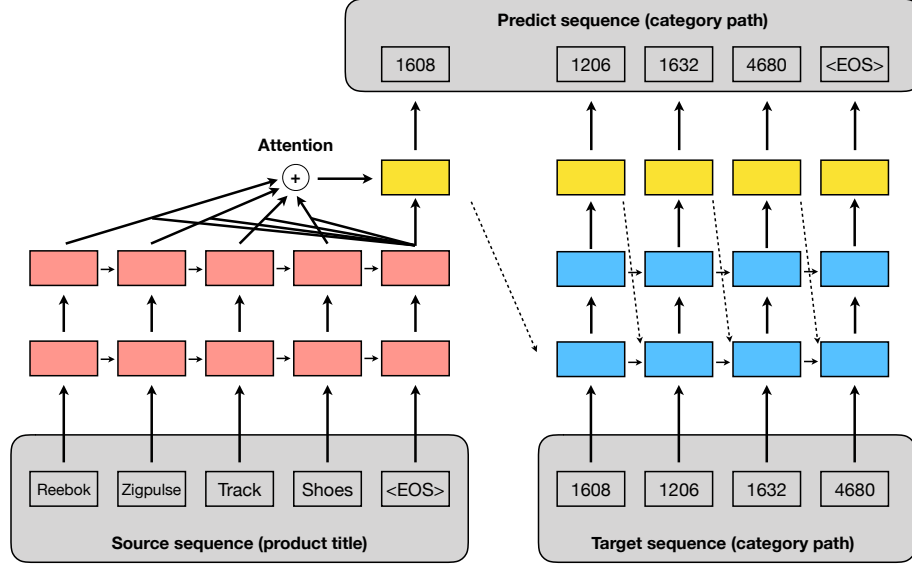 Predict sequence (category path)
1608 1206 1632 4680 <EOS>
Attention
+
Reebok Zigpulse Track Shoes <EOS>
Source sequence (product title)
1608 1206 1632 4680
Target sequence (category path)